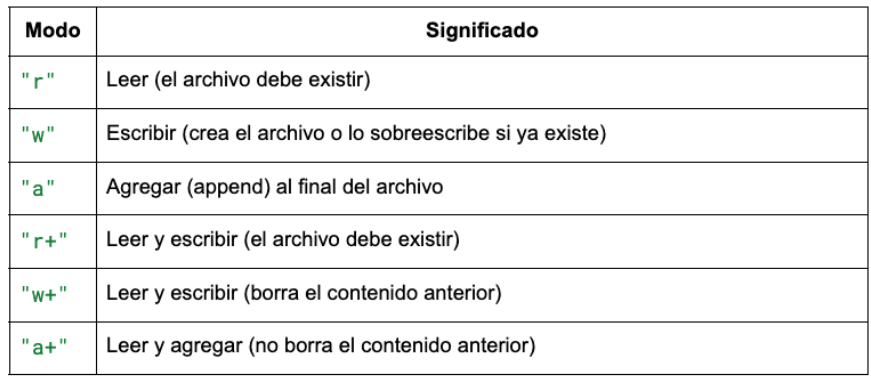 Modo Significado
"r" Leer (el archivo debe existir)
"w" Escribir (crea el archivo o lo sobreescribe si ya existe)
"a" Agregar (append) al final del archivo
"r+" Leer y escribir (el archivo debe existir)
"w+" Leer y escribir (borra el contenido anterior)
"a+" Leer y agregar (no borra el contenido anterior)